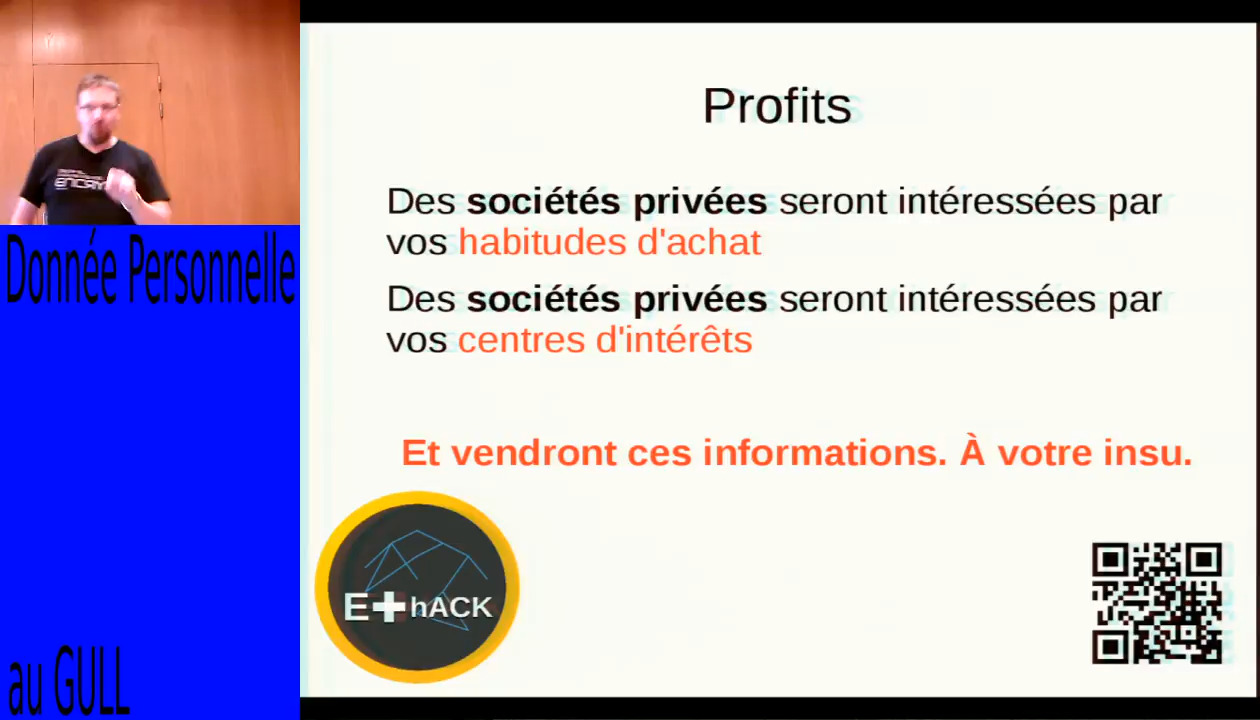 Profits
Des sociétés privées seront intéressées par
vos habitudes d'achat
Des sociétés privées seront intéressées par
vos centres d'intérêts
Et vendront ces informations. À votre insu.
E+hACK
Donnée Personnelle
au GULL